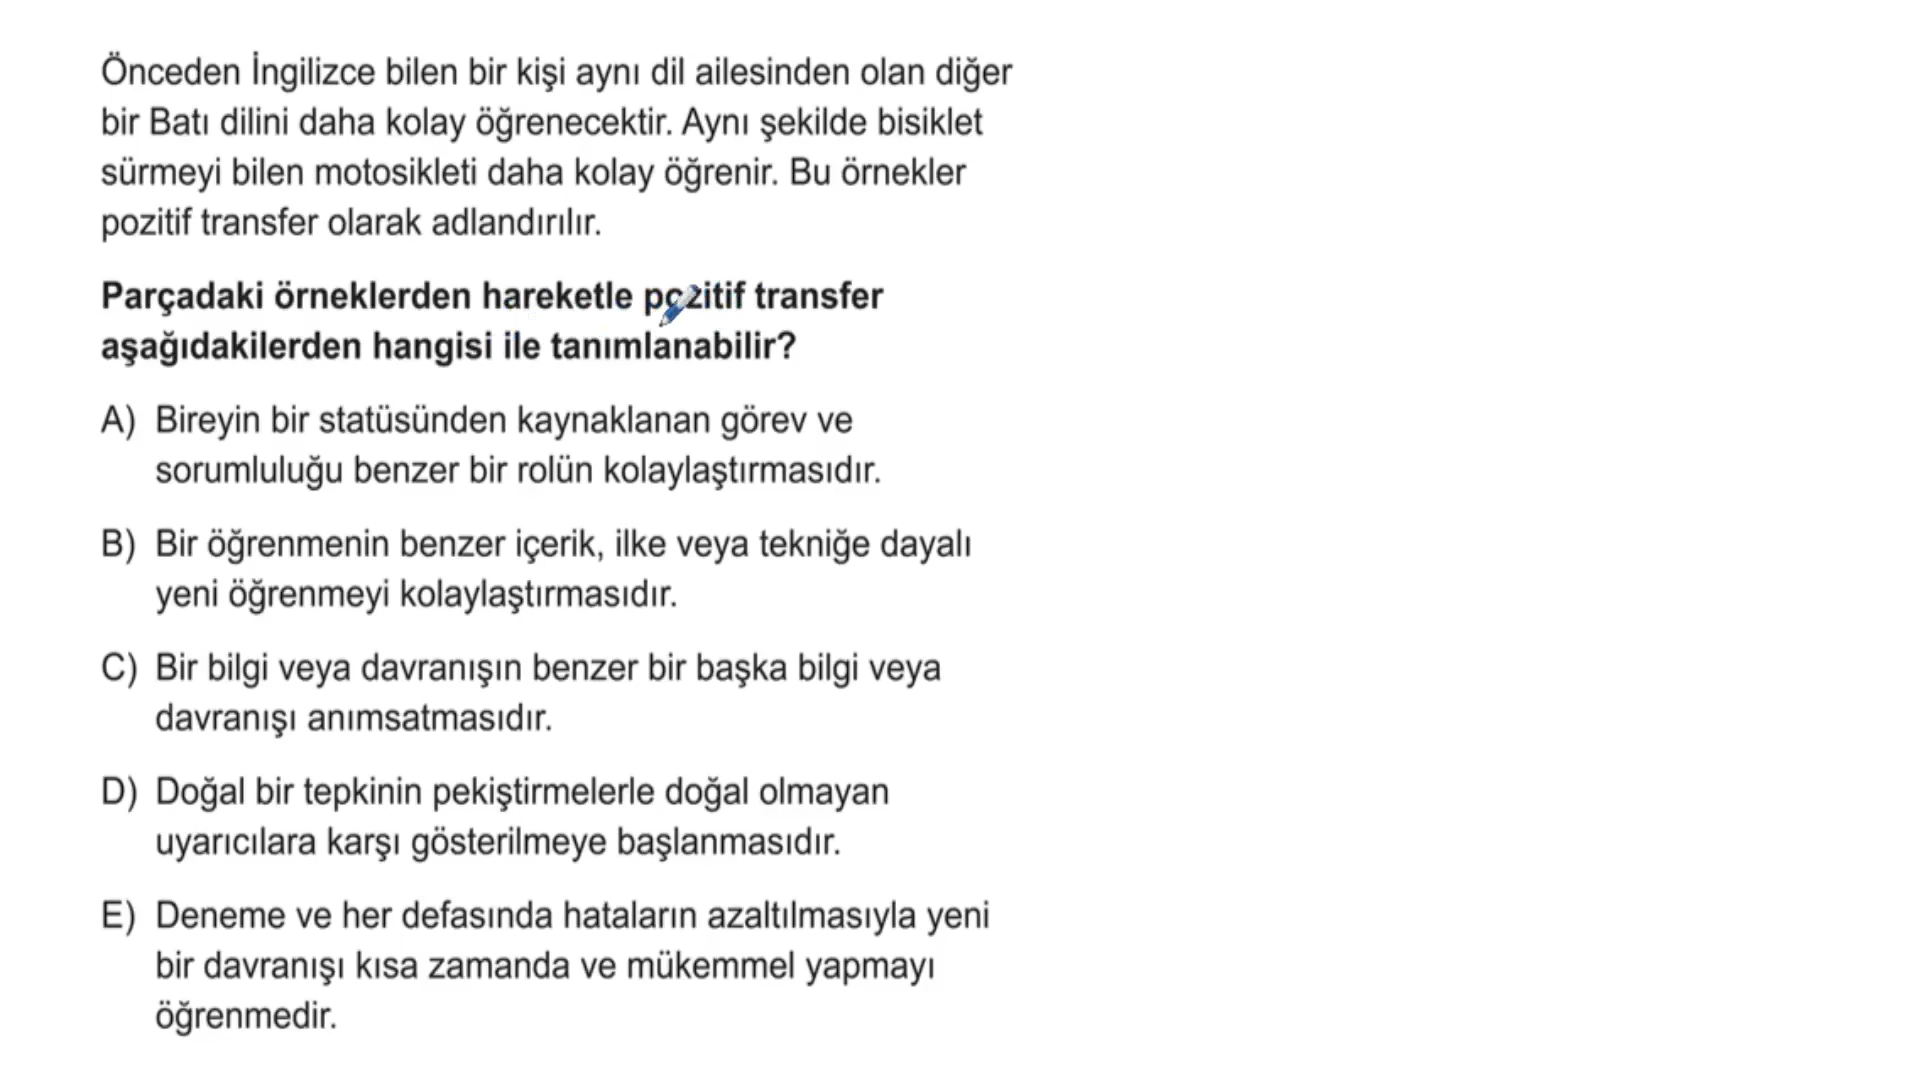 Önceden İngilizce bilen bir kişi aynı dil ailesinden olan diğer
bir Batı dilini daha kolay öğrenecektir. Aynı şekilde bisiklet
sürmeyi bilen motosikleti daha kolay öğrenir. Bu örnekler
pozitif transfer olarak adlandırılır.
Parçadaki örneklerden hareketle pozitif transfer
aşağıdakilerden hangisi ile tanımlanabilir?
A) Bireyin bir statüsünden kaynaklanan görev ve
sorumluluğu benzer bir rolün kolaylaştırmasıdır.
B) Bir öğrenmenin benzer içerik, ilke veya tekniğe dayalı
yeni öğrenmeyi kolaylaştırmasıdır.
C) Bir bilgi veya davranışın benzer bir başka bilgi veya
davranışı anımsatmasıdır.
D) Doğal bir tepkinin pekiştirmelerle doğal olmayan
uyarıcılara karşı gösterilmeye başlanmasıdır.
E) Deneme ve her defasında hataların azaltılmasıyla yeni
bir davranışı kısa zamanda ve mükemmel yapmayı
öğrenmedir.